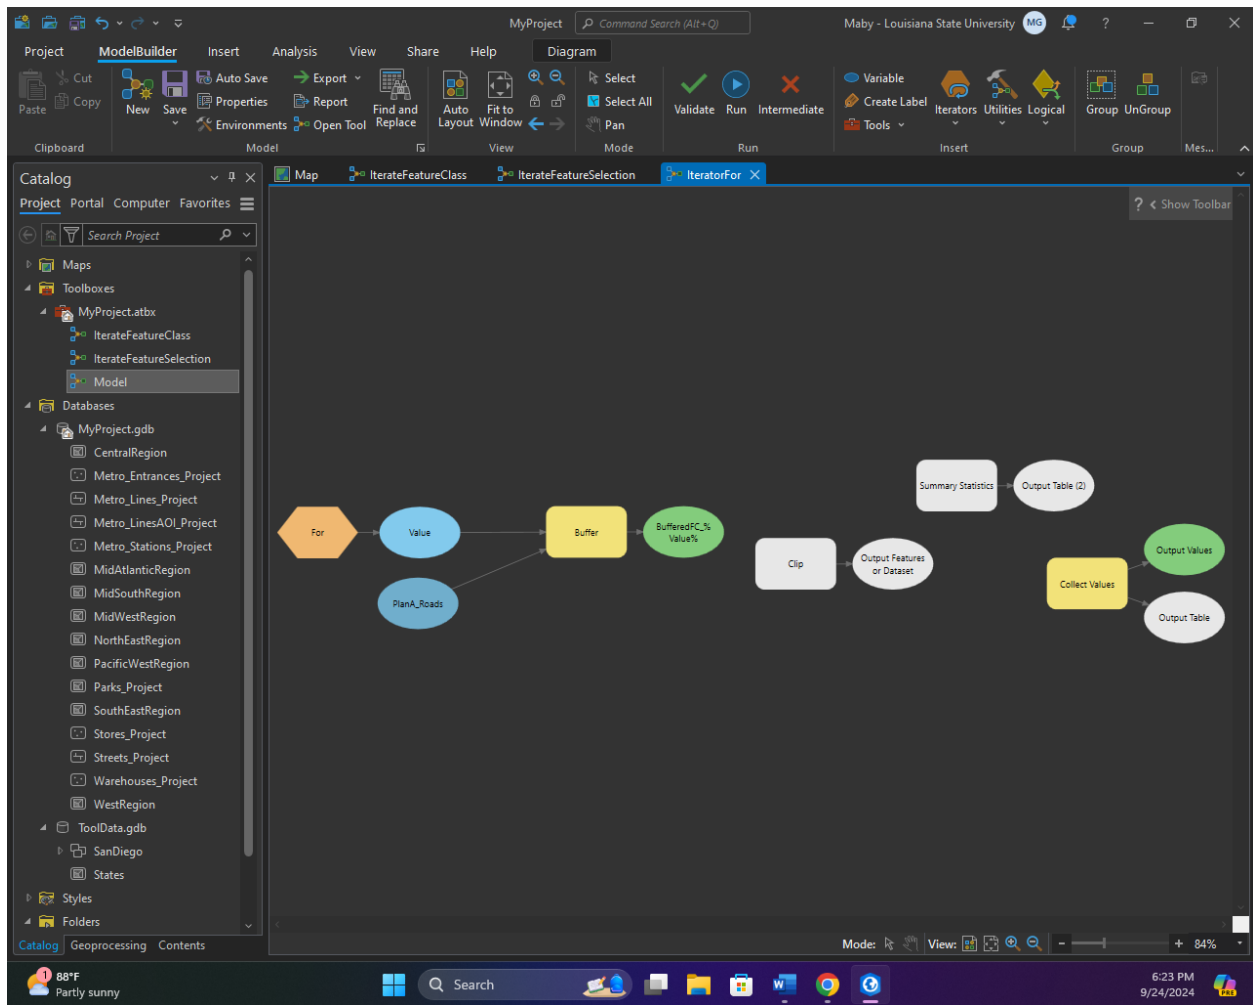 MyProject
Command Search (Alt+Q)
Maby - Louisiana State University
MG
?
Project
ModelBuilder
Insert
Analysis
View
Share
Help
Diagram
Paste
Cut
Copy
Clipboard
New
Save
Auto Save
Properties
Environments
Export
Report
Open Tool
Find and
Replace
Model
Auto
Layout
Fit to
Window
View
Select
Select All
Pan
Mode
Validate
Run
Intermediate
Run
Variable
Create Label
Tools
Iterators
Utilities
Logical
Insert
Group
UnGroup
Group
Mes...
Catalog
Project
Portal
Computer
Favorites
Search Project
Maps
Toolboxes
MyProject.atbx
IterateFeatureClass
IterateFeatureSelection
Model
Databases
MyProject.gdb
CentralRegion
Metro_Entrances_Project
Metro_Lines_Project
Metro_LinesAOI_Project
Metro_Stations_Project
MidAtlanticRegion
MidSouthRegion
MidWestRegion
NorthEastRegion
PacificWestRegion
Parks_Project
SouthEastRegion
Stores_Project
Streets_Project
Warehouses_Project
WestRegion
ToolData.gdb
SanDiego
States
Styles
Folders
Catalog
Geoprocessing
Contents
Map
IterateFeatureClass
IterateFeatureSelection
IteratorFor
? < Show Toolbar
For
Value
PlanA_Roads
Buffer
BufferedFC_%
Value%
Clip
Output Features
or Dataset
Summary Statistics
Output Table (2)
Collect Values
Output Values
Output Table
Mode:
View:
- + 84%
1
88°F
Partly sunny
Search
W
6:23 PM
9/24/2024
PRE